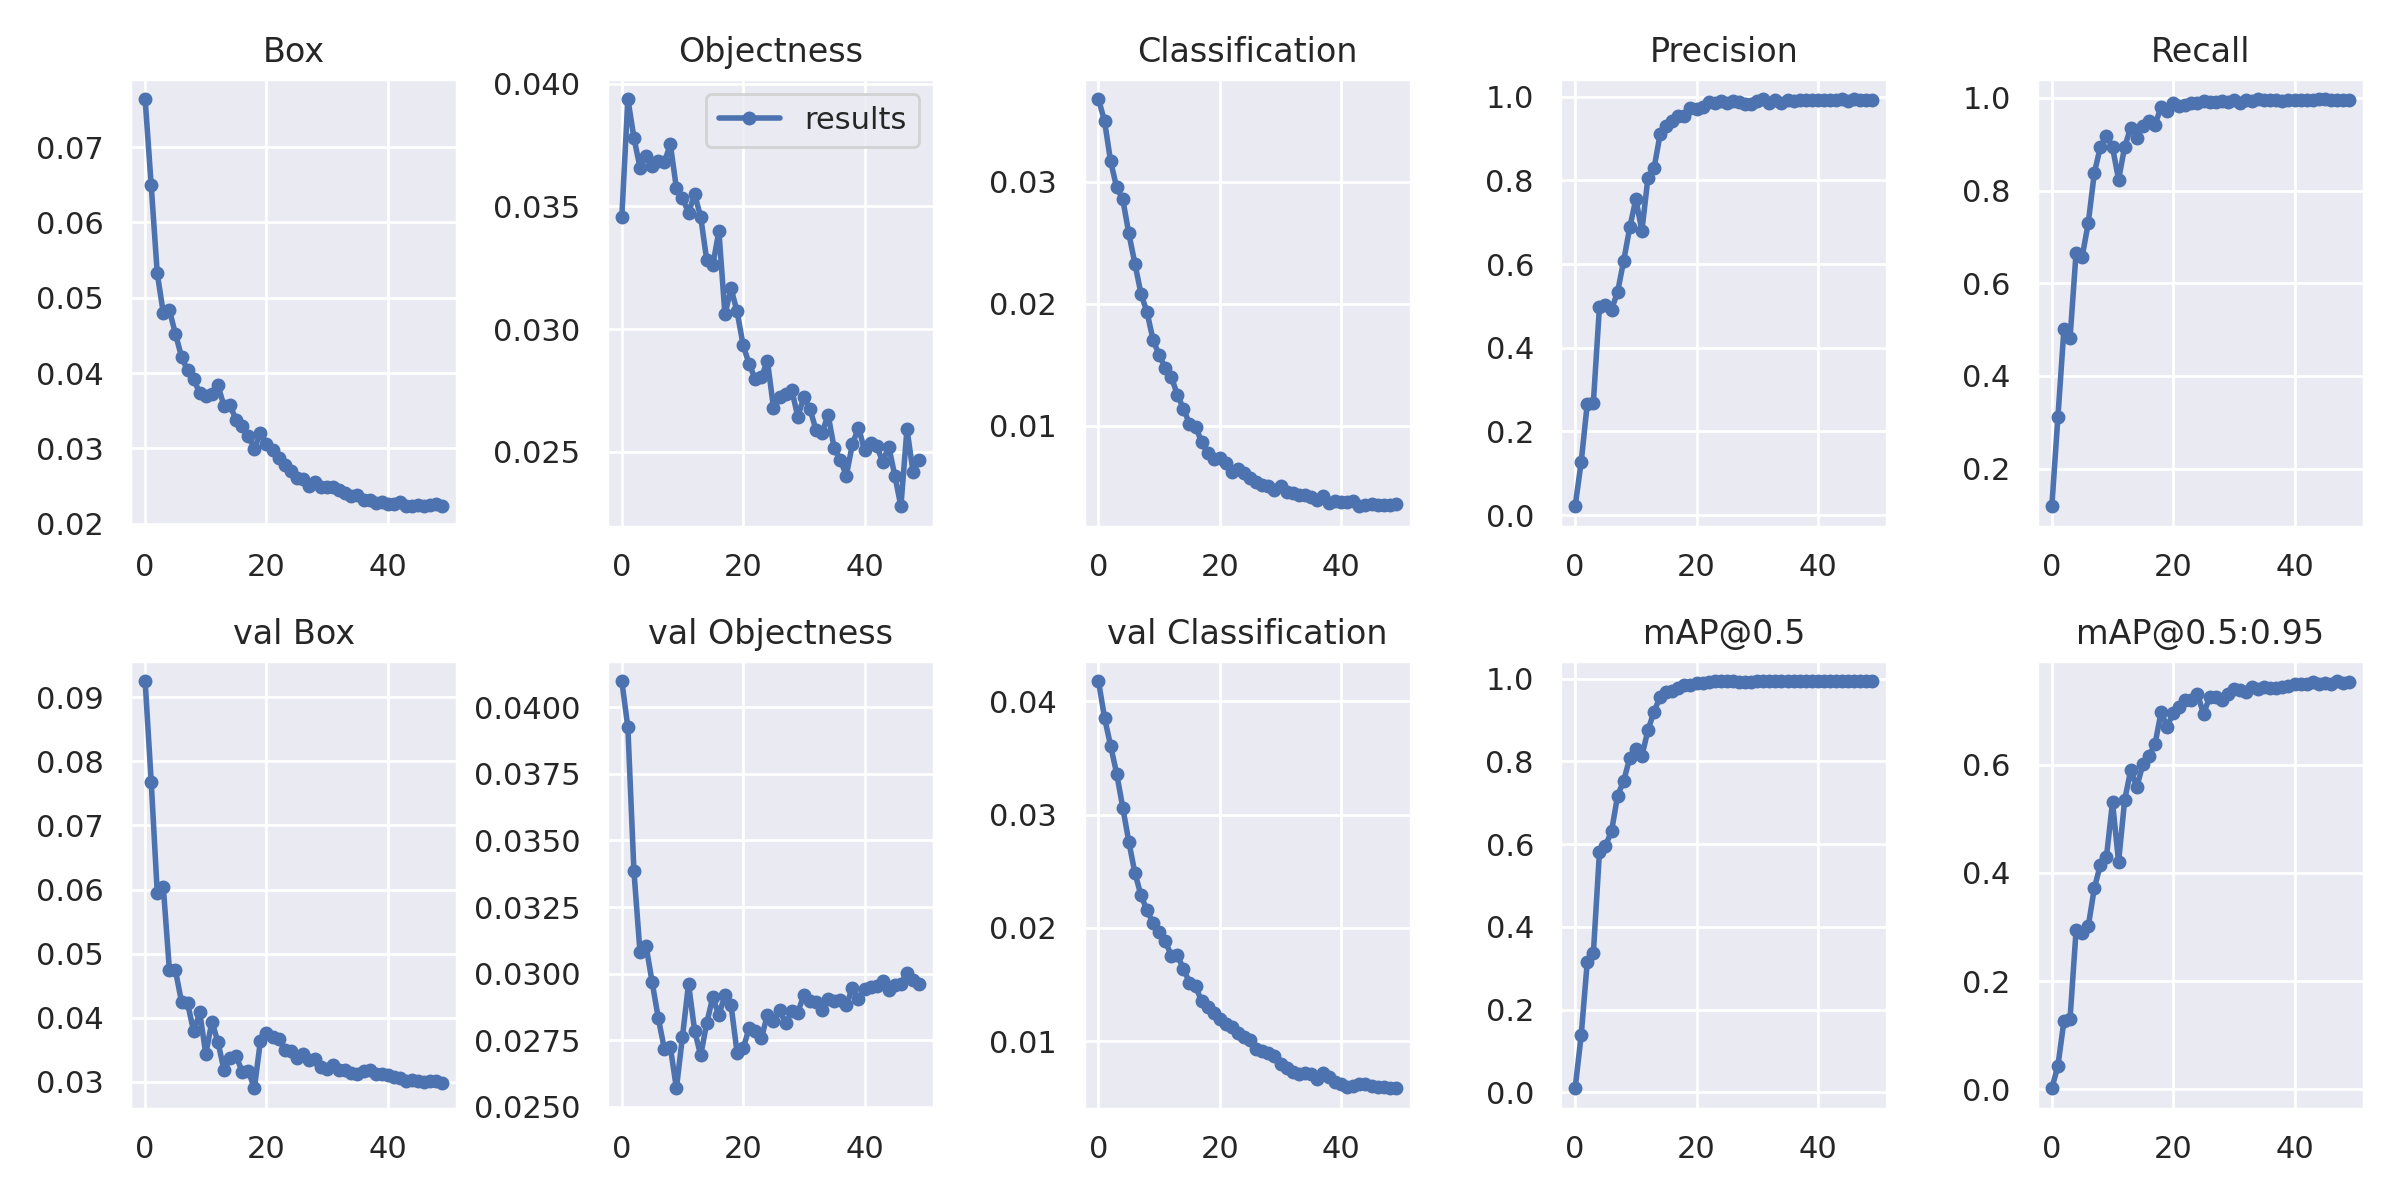 Box
Objectness
Classification
Precision
Recall
0.07
0.06
0.05
0.04
0.03
0.02
0 20 40
0.040
0.035
0.030
0.025
results
0 20 40
0.03
0.02
0.01
0 20 40
1.0
0.8
0.6
0.4
0.2
0.0
0 20 40
1.0
0.8
0.6
0.4
0.2
0 20 40
val Box
val Objectness
val Classification
mAP@0.5
mAP@0.5:0.95
0.09
0.08
0.07
0.06
0.05
0.04
0.03
0 20 40
0.0400
0.0375
0.0350
0.0325
0.0300
0.0275
0.0250
0 20 40
0.04
0.03
0.02
0.01
0 20 40
1.0
0.8
0.6
0.4
0.2
0.0
0 20 40
0.6
0.4
0.2
0.0
0 20 40